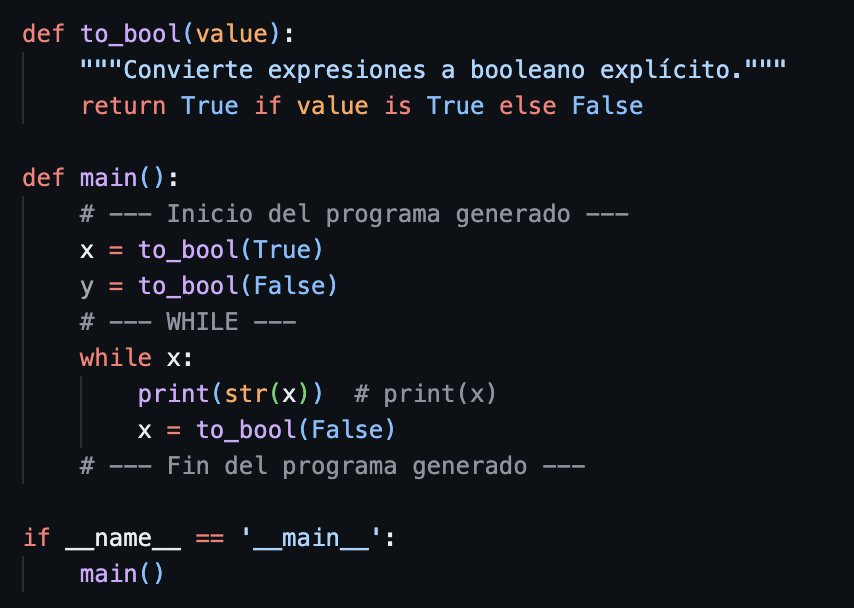 def to_bool(value):
    """Convierte expresiones a booleano explícito."""
    return True if value is True else False

def main():
    # --- Inicio del programa generado ---
    x = to_bool(True)
    y = to_bool(False)
    # --- WHILE ---
    while x:
        print(str(x))  # print(x)
        x = to_bool(False)
    # --- Fin del programa generado ---

if __name__ == '__main__':
    main()